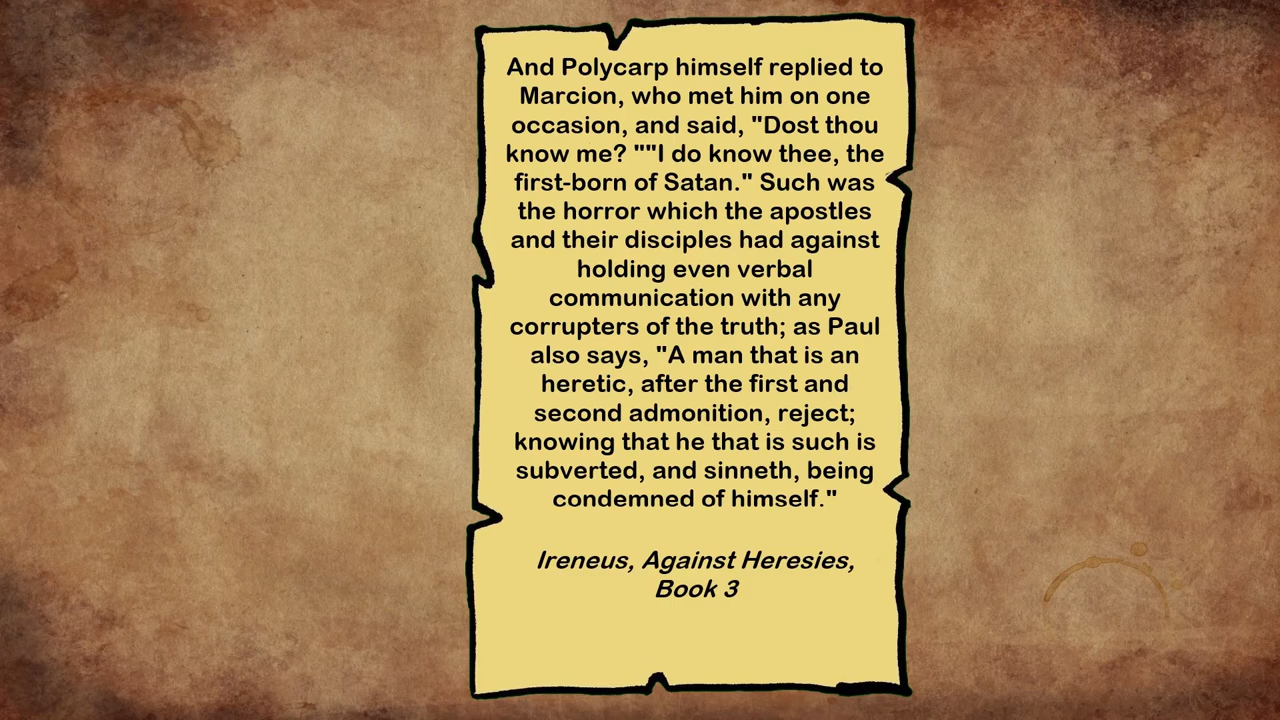 And Polycarp himself replied to
Marcion, who met him on one
occasion, and said, "Dost thou
know me? ""I do know thee, the
first-born of Satan." Such was
the horror which the apostles
and their disciples had against
holding even verbal
communication with any
corrupters of the truth; as Paul
also says, "A man that is an
heretic, after the first and
second admonition, reject;
knowing that he that is such is
subverted, and sinneth, being
condemned of himself."
Ireneus, Against Heresies,
Book 3